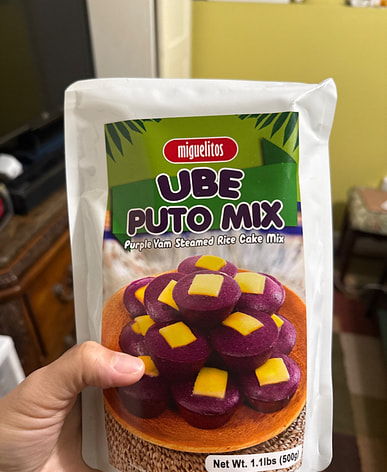 miguelitos
UBE
PUTO MIX
Purple Yam Steamed Rice Cake Mix
Net Wt. 1.1lbs (500g)